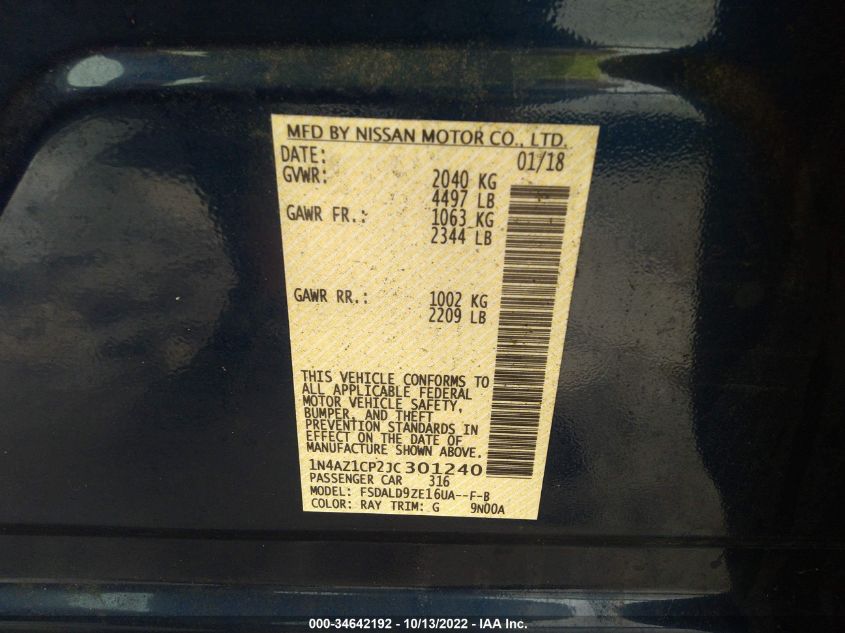 MFD BY NISSAN MOTOR CO., LTD.
DATE: 01/18
GVWR: 2040 KG
4497 LB
GAWR FR.: 1063 KG
2344 LB
GAWR RR.: 1002 KG
2209 LB
THIS VEHICLE CONFORMS TO
ALL APPLICABLE FEDERAL
MOTOR VEHICLE SAFETY,
BUMPER, AND THEFT
PREVENTION STANDARDS IN
EFFECT ON THE DATE OF
MANUFACTURE SHOWN ABOVE.
1N4AZ1CP2JC301240
PASSENGER CAR 316
MODEL: FSDALD9ZE16UA--F-B
COLOR: RAY TRIM: G 9N00A
000-34642192 - 10/13/2022 - IAA Inc.